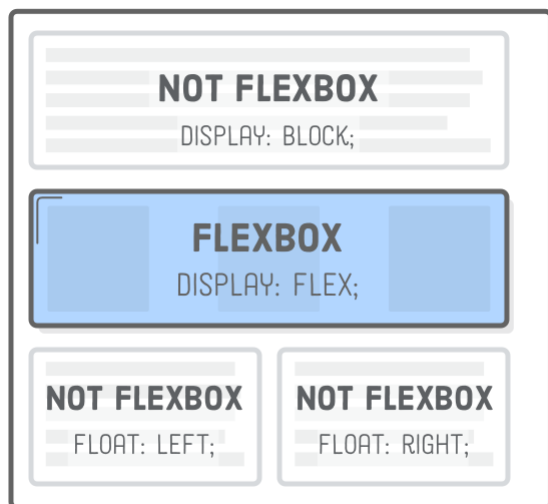 NOT FLEXBOX
DISPLAY: BLOCK;
FLEXBOX
DISPLAY: FLEX;
NOT FLEXBOX
FLOAT: LEFT;
NOT FLEXBOX
FLOAT: RIGHT;